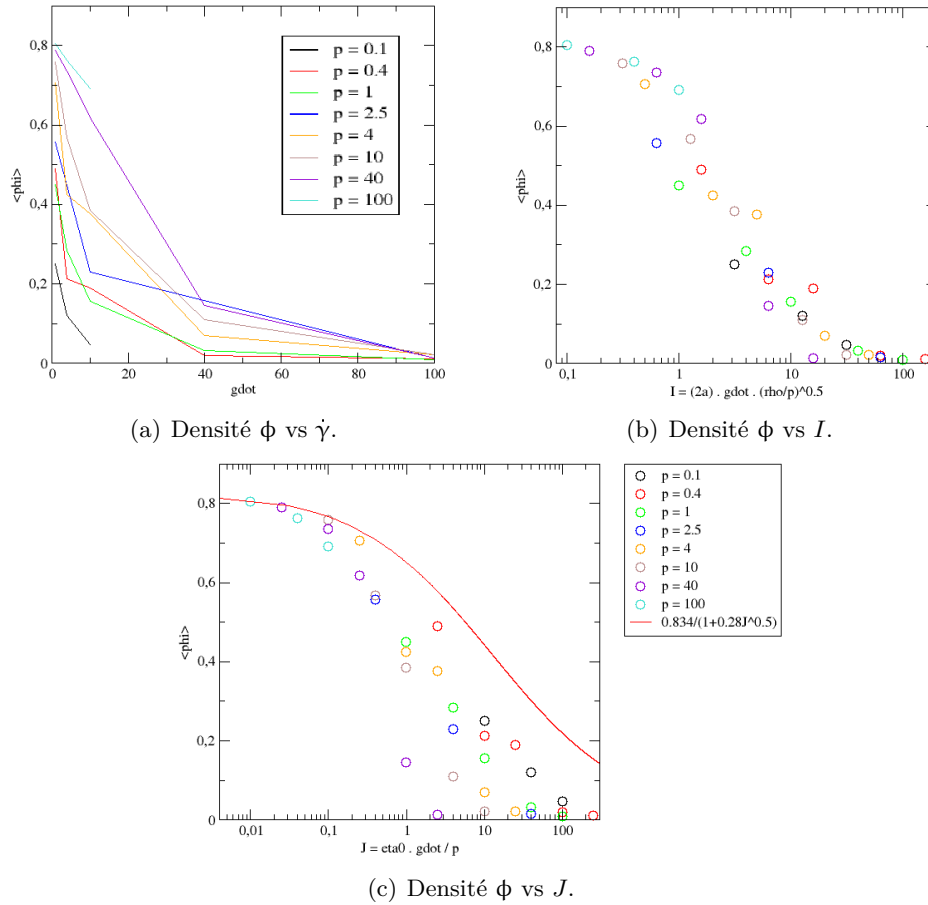 0,8
0,6
0,4
0,2
0
<phi>
0 20 40 60 80 100
gdot
p = 0.1
p = 0.4
p = 1
p = 2.5
p = 4
p = 10
p = 40
p = 100
(a) Densité ϕ vs γ̇.
0,8
0,6
0,4
0,2
0
<phi>
0,1 1 10 100
I = (2a) . gdot . (rho/p)^0.5
(b) Densité ϕ vs I.
0,8
0,6
0,4
0,2
0
<phi>
0,01 0,1 1 10 100
J = eta0 . gdot / p
p = 0.1
p = 0.4
p = 1
p = 2.5
p = 4
p = 10
p = 40
p = 100
0.834/(1+0.28J^0.5)
(c) Densité ϕ vs J.